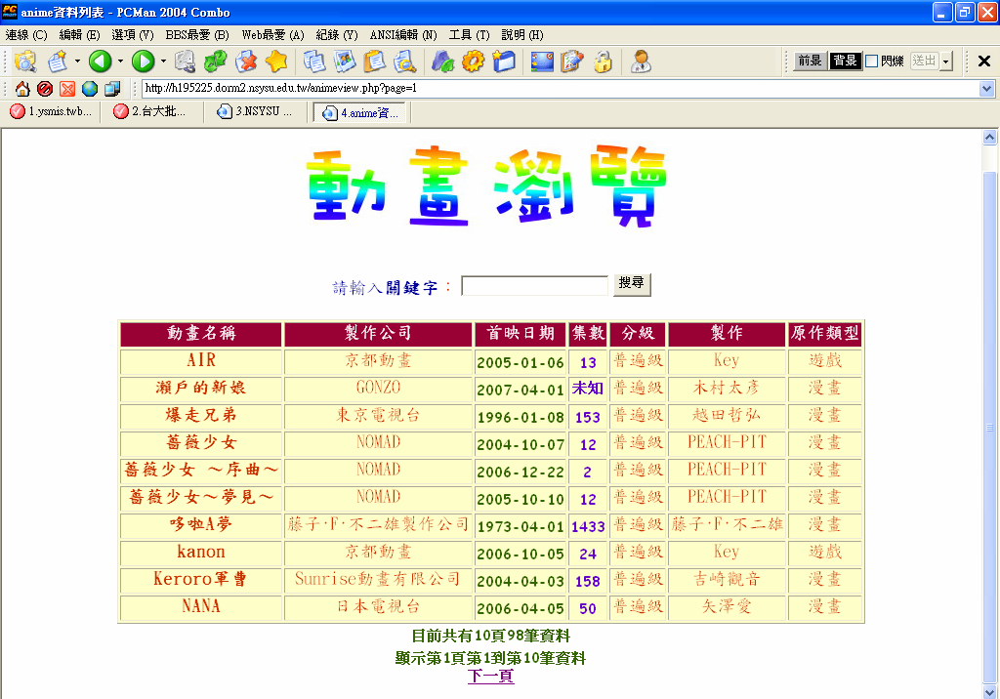 anime資料列表 - PCMan 2004 Combo
連線 (C) 編輯 (E) 選項 (V) BBS最愛 (B) Web最愛 (A) 紀錄 (Y) ANSI編輯 (N) 工具 (T) 說明 (H)
前景 背景 閃爍 送出
http://h195225.dorm2.nsysu.edu.tw/animeview.php?page=1
1.ysmis.twb... 2.台大批... 3.NSYSU ... 4.anime資...
動畫瀏覽
請輸入關鍵字： 搜尋
動畫名稱 製作公司 首映日期 集數 分級 製作 原作類型
AIR 京都動畫 2005-01-06 13 普遍級 Key 遊戲
瀨戶的新娘 GONZO 2007-04-01 未知 普遍級 木村太彥 漫畫
爆走兄弟 東京電視台 1996-01-08 153 普遍級 越田哲弘 漫畫
薔薇少女 NOMAD 2004-10-07 12 普遍級 PEACH-PIT 漫畫
薔薇少女 ～序曲～ NOMAD 2006-12-22 2 普遍級 PEACH-PIT 漫畫
薔薇少女～夢見～ NOMAD 2005-10-10 12 普遍級 PEACH-PIT 漫畫
哆啦A夢 藤子·F·不二雄製作公司 1973-04-01 1433 普遍級 藤子·F·不二雄 漫畫
kanon 京都動畫 2006-10-05 24 普遍級 Key 遊戲
Keroro軍曹 Sunrise動畫有限公司 2004-04-03 158 普遍級 吉崎觀音 漫畫
NANA 日本電視台 2006-04-05 50 普遍級 矢澤愛 漫畫
目前共有10頁98筆資料
顯示第1頁第1到第10筆資料
下一頁